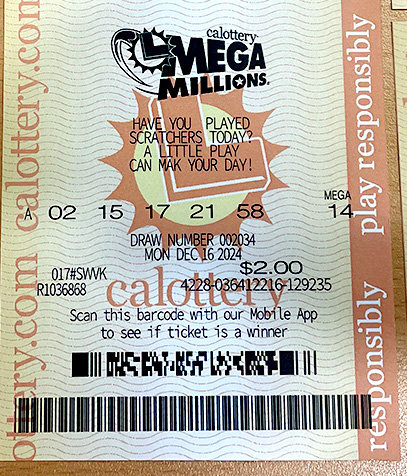 calottery
MEGA
MILLIONS
HAVE YOU PLAYED
SCRATCHERS TODAY?
A LITTLE PLAY
CAN MAK YOUR DAY!
MEGA
A 02 15 17 21 58 14
DRAW NUMBER 002034
MON DEC 16 2024
$2.00
017#SWVK
R1036868 4228-036412216-129235
calottery
Scan this barcode with our Mobile App
to see if ticket is a winner
ottery.com calottery.com
play responsibly
responsibly